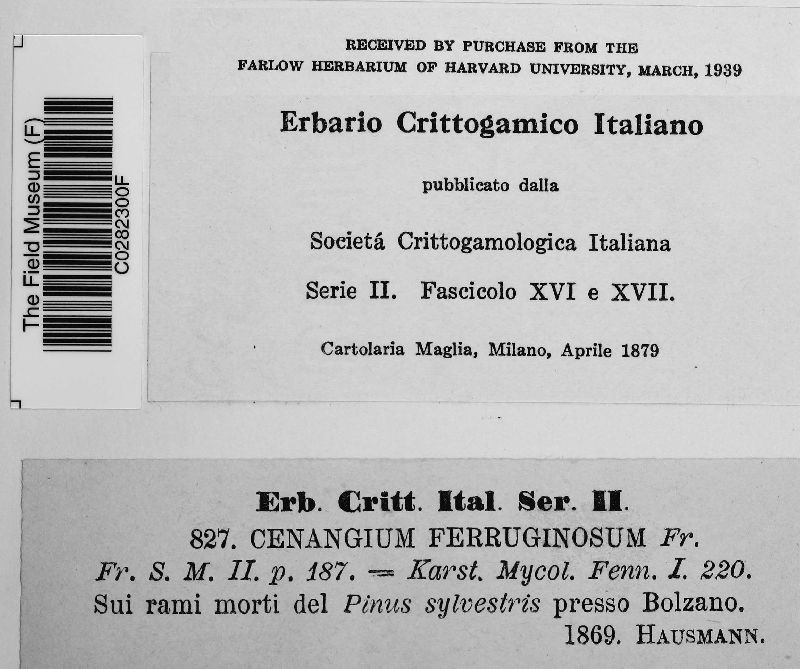 RECEIVED BY PURCHASE FROM THE
FARLOW HERBARIUM OF HARVARD UNIVERSITY, MARCH, 1939
Erbario Crittogamico Italiano
pubblicato dalla
Societá Crittogamologica Italiana
Serie II. Fascicolo XVI e XVII.
Cartolaria Maglia, Milano, Aprile 1879
The Field Museum (F)
C0282300F
Erb. Critt. Ital. Ser. II.
827. CENANGIUM FERRUGINOSUM Fr.
Fr. S. M. II. p. 187. = Karst. Mycol. Fenn. I. 220.
Sui rami morti del Pinus sylvestris presso Bolzano.
1869. HAUSMANN.